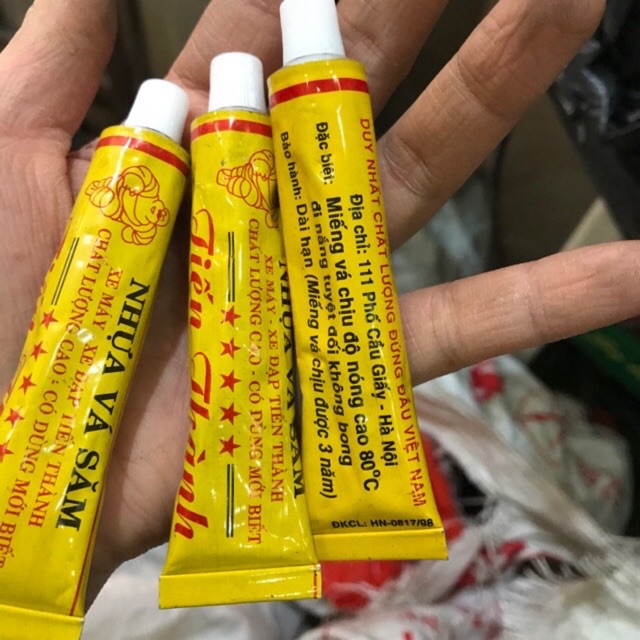 NHỰA VÁ SĂM
XE MÁY - XE ĐẠP TIẾN THÀNH
CHẤT LƯỢNG CAO - CÓ DÙNG MỚI BIẾT
NHỰA VÁ SĂM
XE MÁY - XE ĐẠP TIẾN THÀNH
CHẤT LƯỢNG CAO - CÓ DÙNG MỚI BIẾT
Tiến Thành
DUY NHẤT CHẤT LƯỢNG ĐỨNG ĐẦU VIỆT NAM
Địa chỉ: 111 Phố Cầu Giấy - Hà Nội
Đặc biệt: Miếng vá chịu độ nóng cao 80°C
đi nắng tuyệt đối không bong
Bảo hành: Dài hạn (Miếng vá chịu được 3 năm)
ĐKCL: HN-0817/98